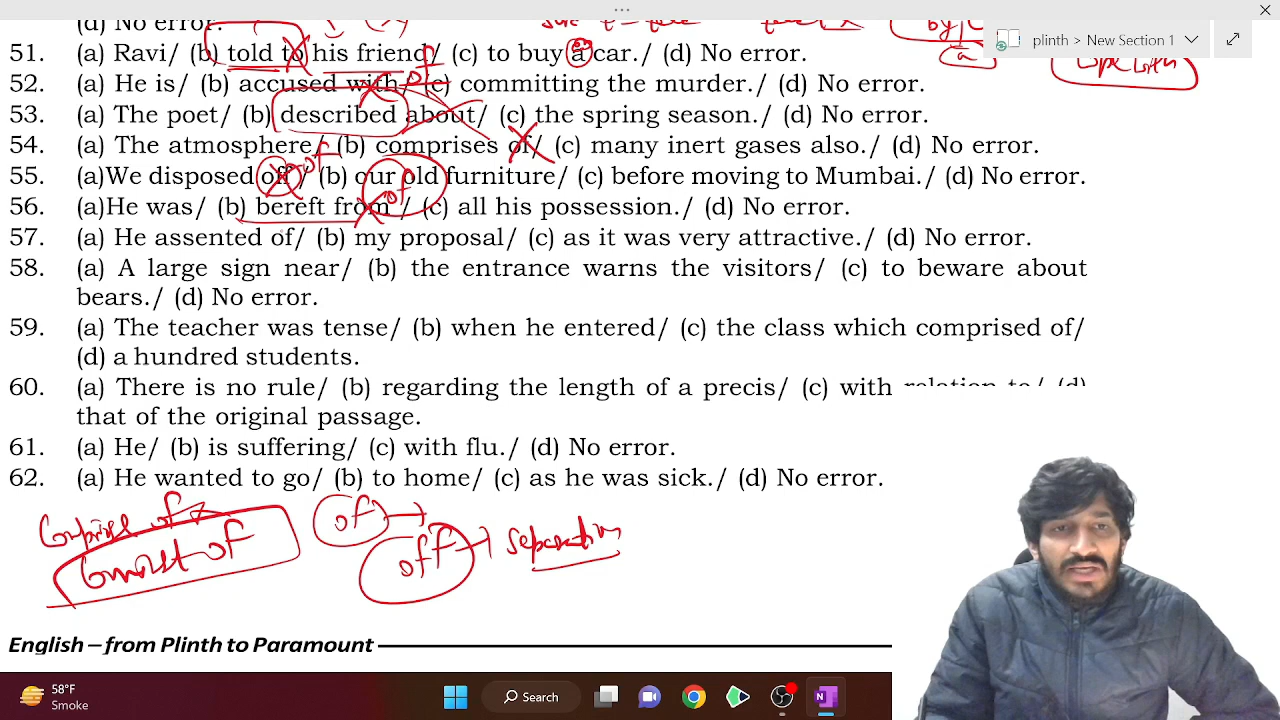 (d) No error.
51. (a) Ravi/ (b) told to his friend/ (c) to buy a car./ (d) No error.
52. (a) He is/ (b) accused with/ (c) committing the murder./ (d) No error.
53. (a) The poet/ (b) described about/ (c) the spring season./ (d) No error.
54. (a) The atmosphere/ (b) comprises of/ (c) many inert gases also./ (d) No error.
55. (a)We disposed off/ (b) our old furniture/ (c) before moving to Mumbai./ (d) No error.
56. (a)He was/ (b) bereft from / (c) all his possession./ (d) No error.
57. (a) He assented of/ (b) my proposal/ (c) as it was very attractive./ (d) No error.
58. (a) A large sign near/ (b) the entrance warns the visitors/ (c) to beware about
bears./ (d) No error.
59. (a) The teacher was tense/ (b) when he entered/ (c) the class which comprised of/
(d) a hundred students.
60. (a) There is no rule/ (b) regarding the length of a precis/ (c) with relation to/ (d)
that of the original passage.
61. (a) He/ (b) is suffering/ (c) with flu./ (d) No error.
62. (a) He wanted to go/ (b) to home/ (c) as he was sick./ (d) No error.
of
of
of
by
a
Comprise of
Consist of
of
off
separation
English – from Plinth to Paramount
plinth > New Section 1
58°F
Smoke
Search